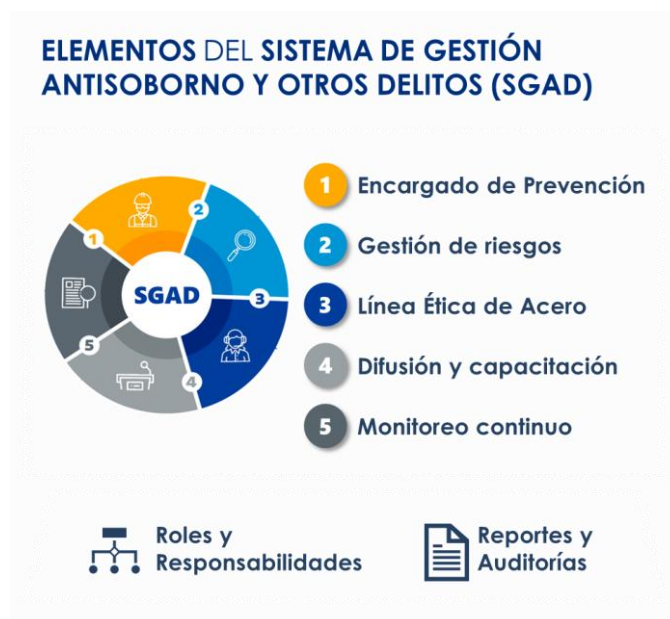 ELEMENTOS DEL SISTEMA DE GESTIÓN
ANTISOBORNO Y OTROS DELITOS (SGAD)
1
2
3
4
5
SGAD
1 Encargado de Prevención
2 Gestión de riesgos
3 Línea Ética de Acero
4 Difusión y capacitación
5 Monitoreo continuo
Roles y
Responsabilidades
Reportes y
Auditorías